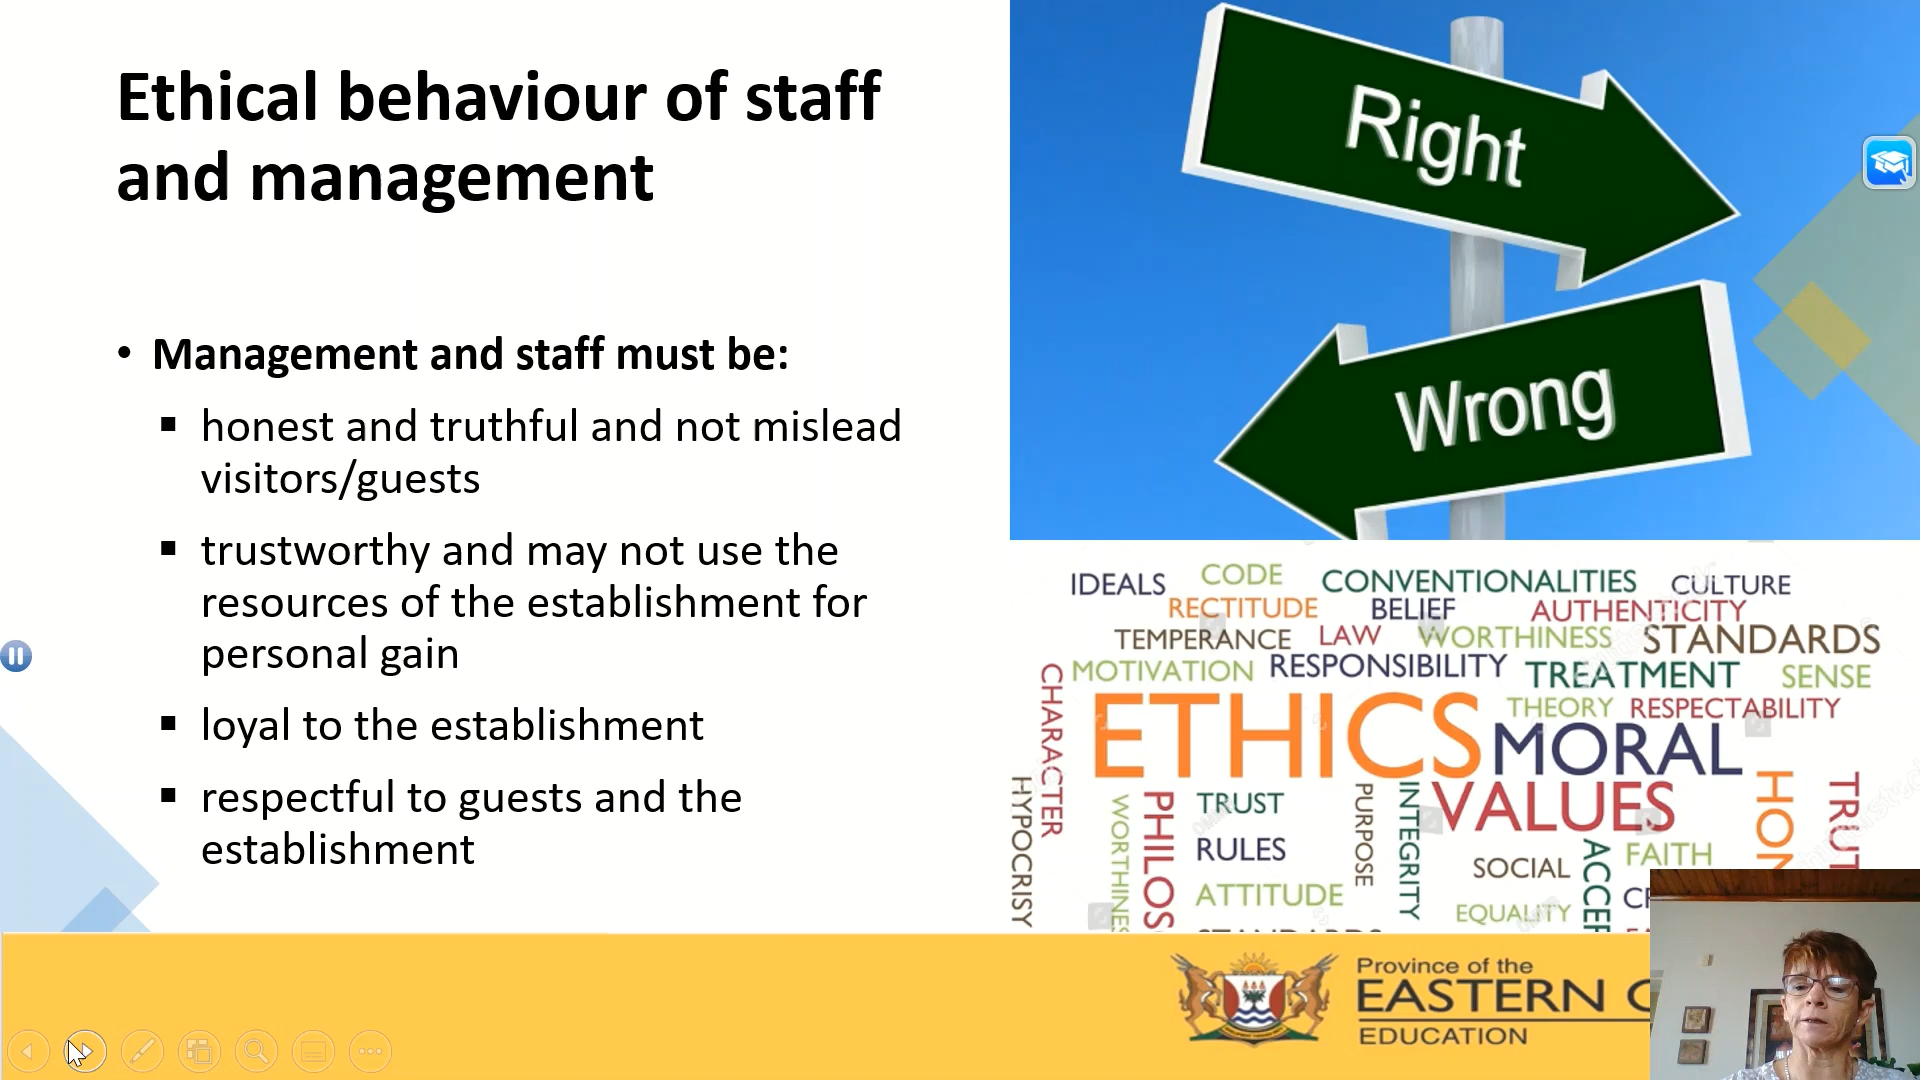 Ethical behaviour of staff
and management
• Management and staff must be:
▪ honest and truthful and not mislead
visitors/guests
▪ trustworthy and may not use the
resources of the establishment for
personal gain
▪ loyal to the establishment
▪ respectful to guests and the
establishment
Right
Wrong
IDEALS CODE CONVENTIONALITIES CULTURE
RECTITUDE BELIEF AUTHENTICITY
TEMPERANCE LAW WORTHINESS STANDARDS
MOTIVATION RESPONSIBILITY TREATMENT SENSE
THEORY RESPECTABILITY
CHARACTER
ETHICS MORAL
VALUES
HYPOCRISY
WORTHINES
PHILOS
TRUST
RULES
ATTITUDE
PURPOSE
INTEGRITY
SOCIAL
EQUALITY
ACCEP
FAITH
HON
TRUT
Province of the
EASTERN C
EDUCATION